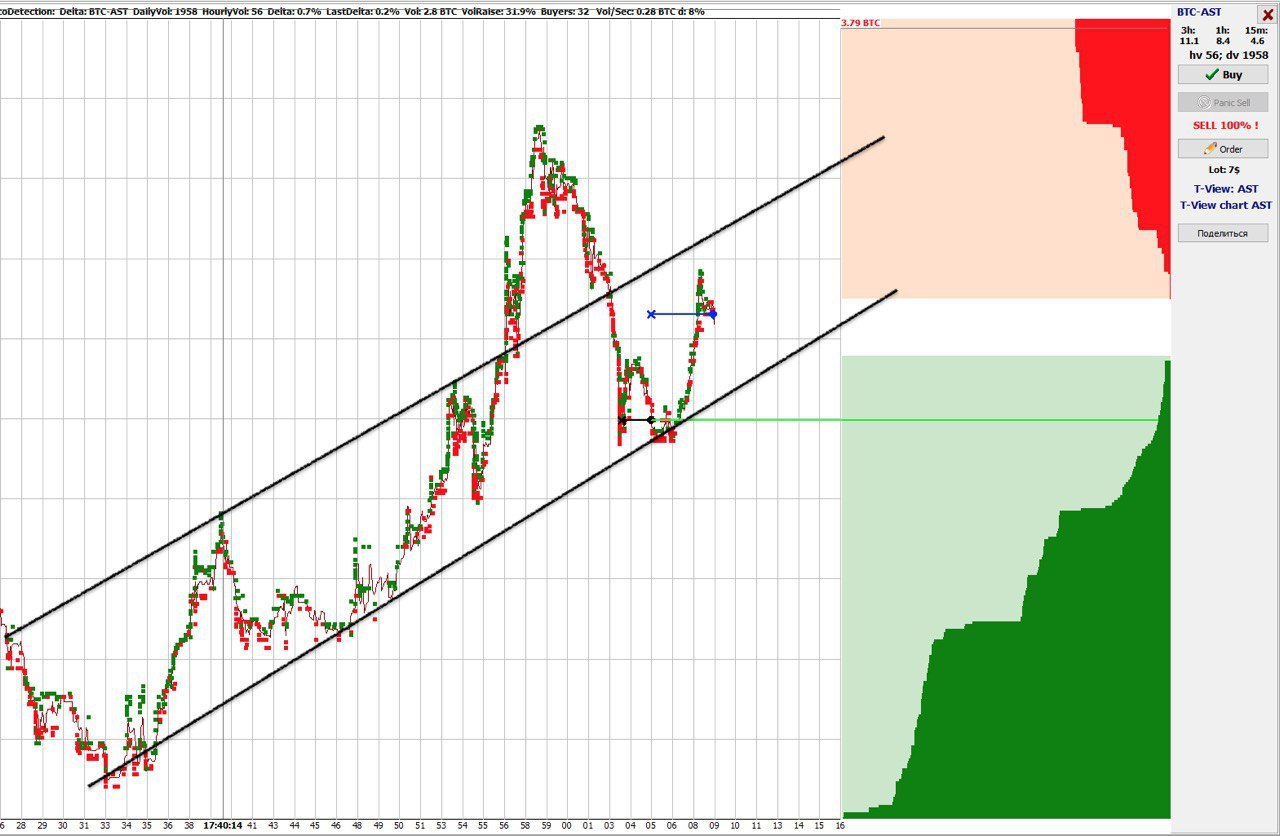 oDetection: Delta: BTC-AST DailyVol: 1958 HourlyVol: 56 Delta: 0.7% LastDelta: 0.2% Vol: 2.8 BTC VolRaise: 31.9% Buyers: 32 Vol/Sec: 0.28 BTC d: 8%
3.79 BTC
BTC-AST
3h: 1h: 15m:
11.1 8.4 4.6
hv 56; dv 1958
Buy
Panic Sell
SELL 100% !
Order
Lot: 7$
T-View: AST
T-View chart AST
Поделиться
6 28 29 30 31 33 34 35 36 38 17:40:14 41 43 44 45 46 48 49 50 51 53 54 55 56 58 59 00 01 03 04 05 06 08 09 10 11 13 14 15 16